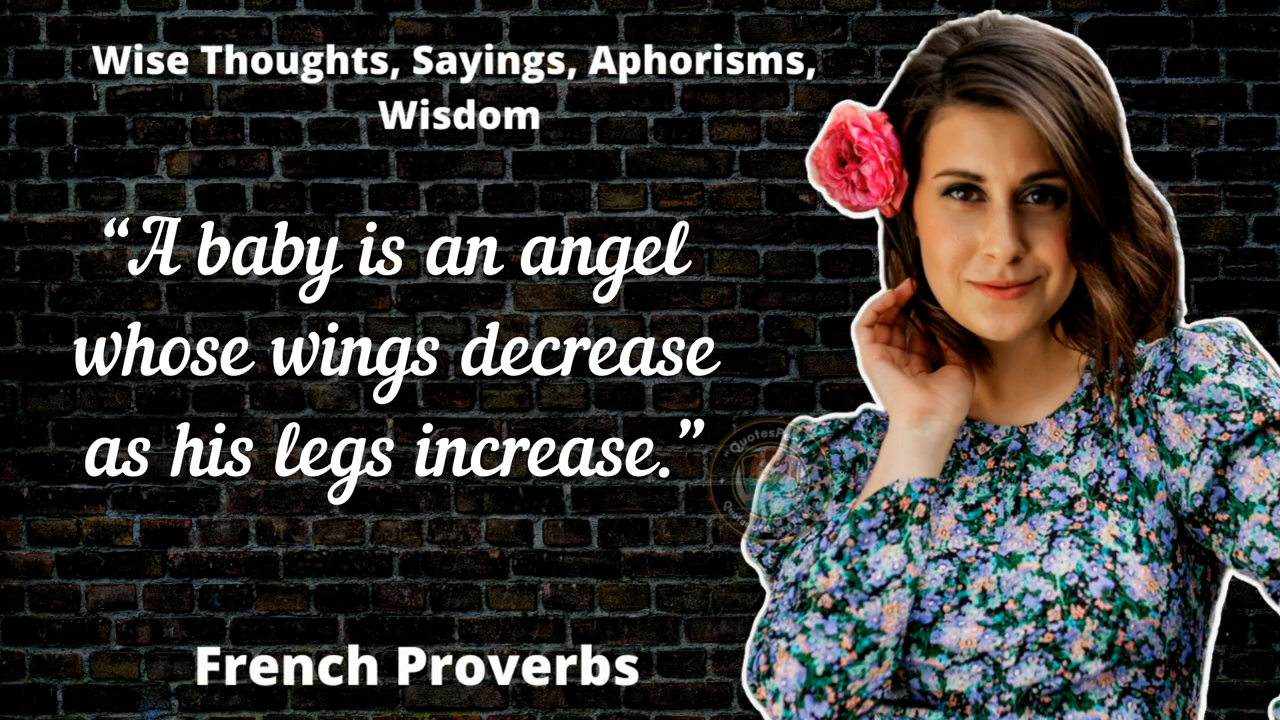 Wise Thoughts, Sayings, Aphorisms,
Wisdom
“A baby is an angel
whose wings decrease
as his legs increase.”
French Proverbs